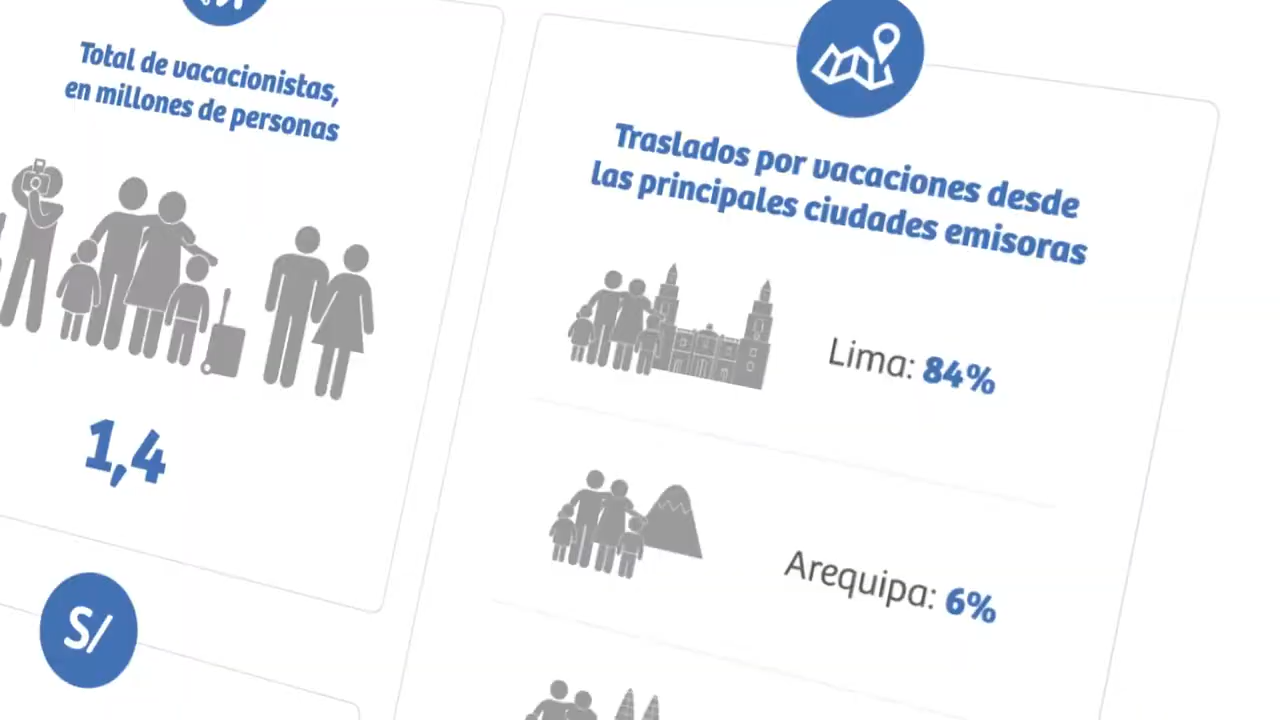 Total de vacacionistas,
en millones de personas
1,4
S/
Traslados por vacaciones desde
las principales ciudades emisoras
Lima: 84%
Arequipa: 6%